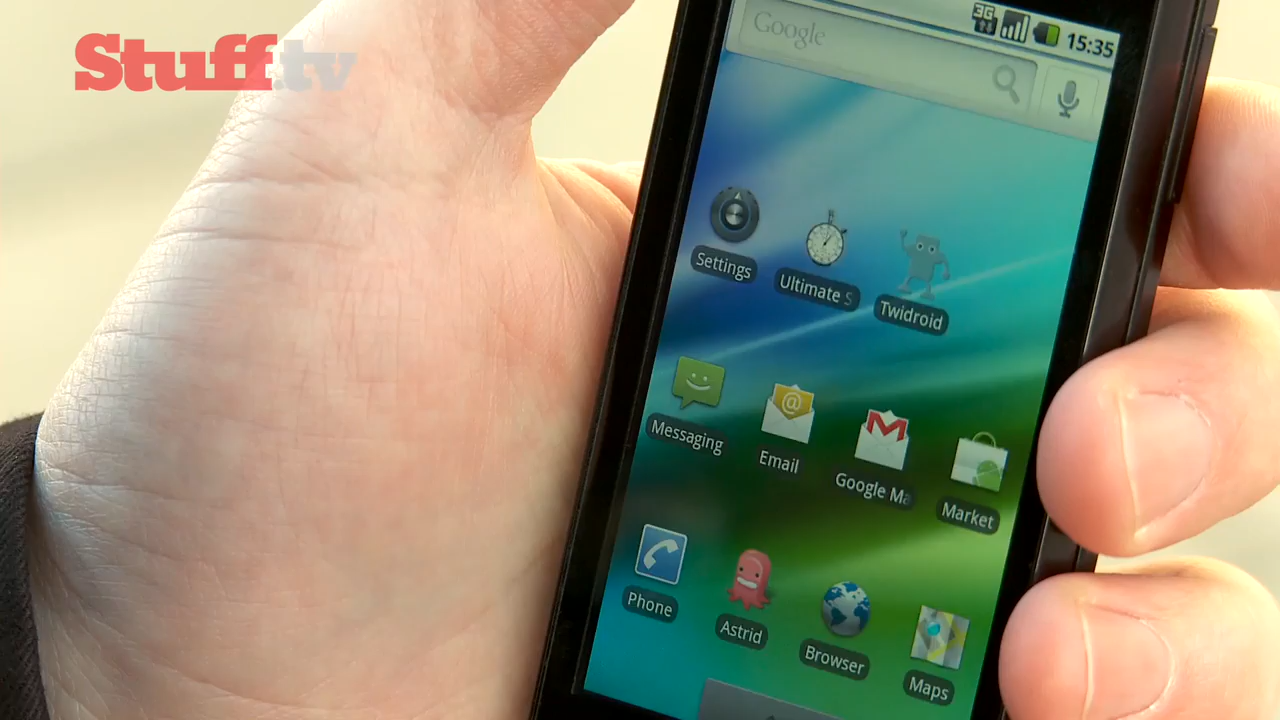 Stuff.tv
Google
3G
15:35
Settings
Ultimate S
Twidroid
Messaging
Email
Google Ma
Market
Phone
Astrid
Browser
Maps